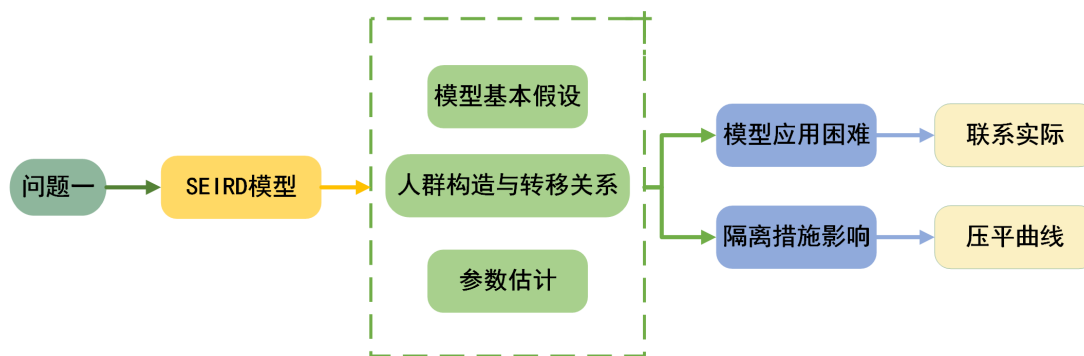 问题一
SEIRD模型
模型基本假设
人群构造与转移关系
参数估计
模型应用困难
隔离措施影响
联系实际
压平曲线